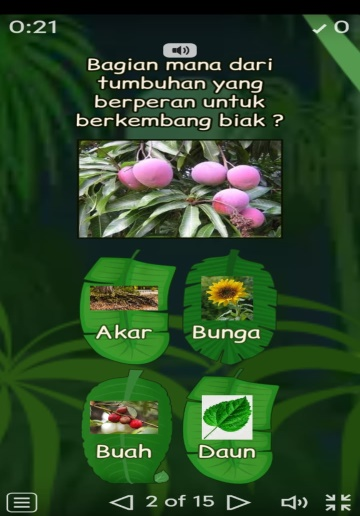 0:21
✓ 0
Bagian mana dari
tumbuhan yang
berperan untuk
berkembang biak ?
Akar
Bunga
Buah
Daun
2 of 15